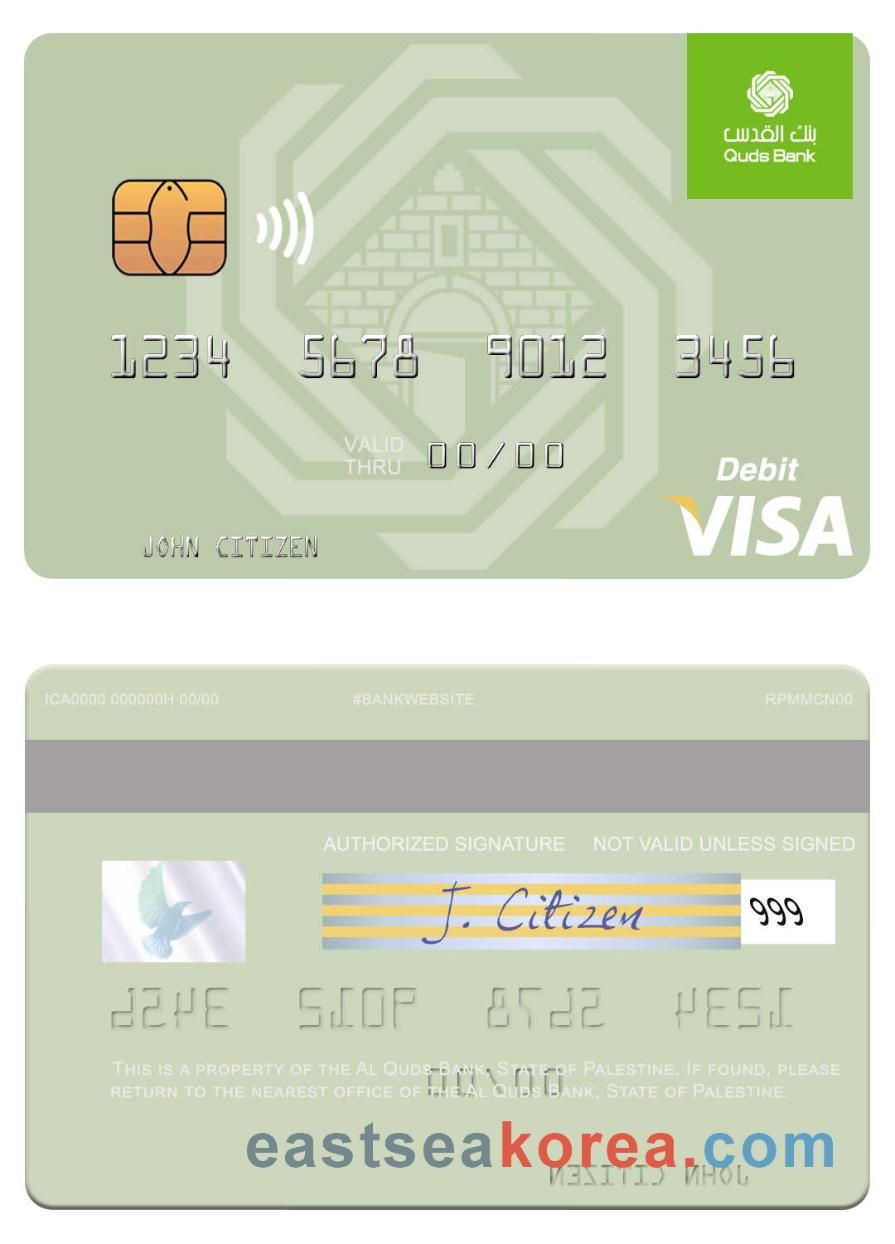 بنك القدس
Quds Bank
1234 5678 9012 3456
VALID
THRU 00/00
Debit
VISA
JOHN CITIZEN
ICA0000 000000H 00/00 #BANKWEBSITE RPMMCN00
AUTHORIZED SIGNATURE NOT VALID UNLESS SIGNED
J. Citizen 999
1234 5678 9012 3456
THIS IS A PROPERTY OF THE AL QUDS BANK, STATE OF PALESTINE. IF FOUND, PLEASE
00/00
RETURN TO THE NEAREST OFFICE OF THE AL QUDS BANK, STATE OF PALESTINE.
eastseakorea.com
JOHN CITIZEN